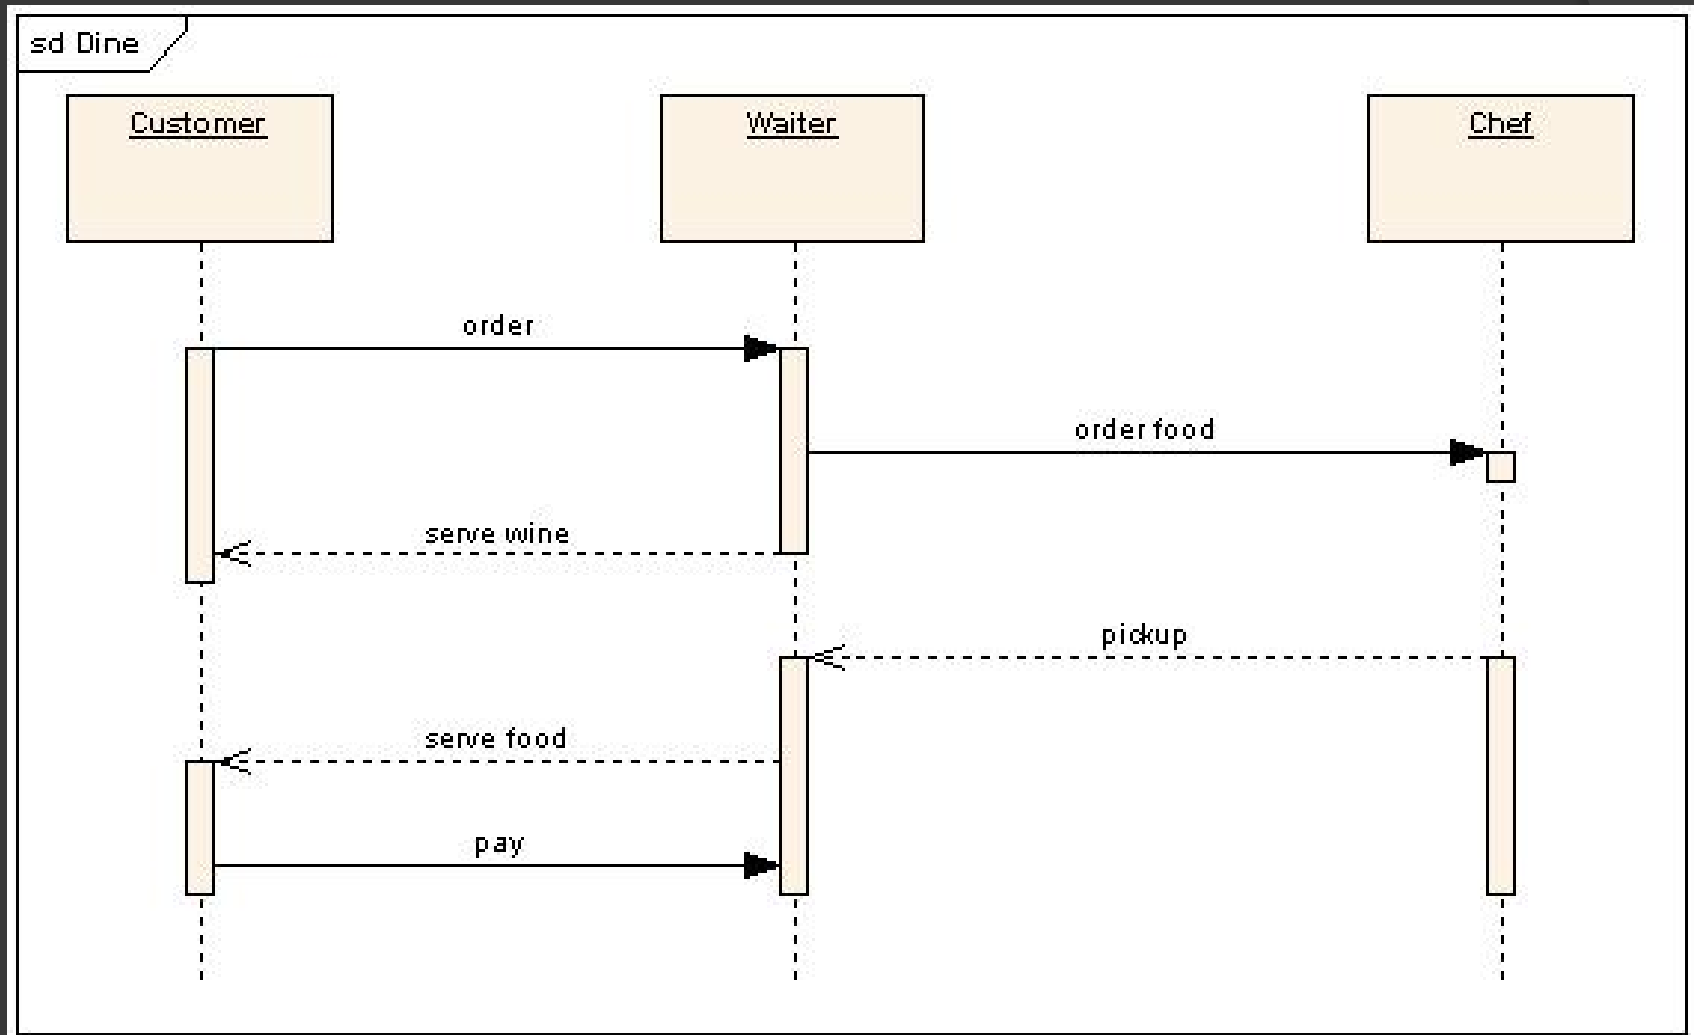 sd Dine
Customer
Waiter
Chef
order
order food
serve wine
pickup
serve food
pay